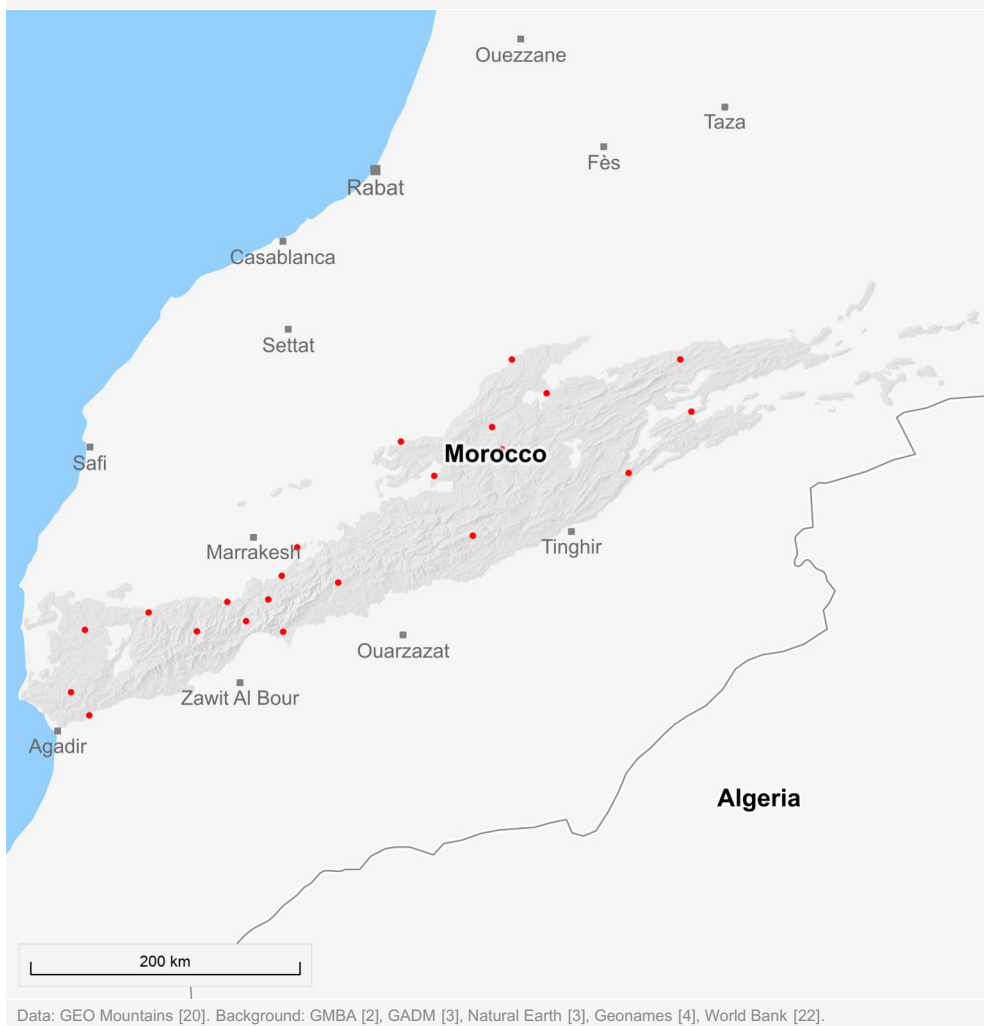 Ouezzane
Taza
Fès
Rabat
Casablanca
Settat
Morocco
Safi
Marrakesh
Tinghir
Ouarzazat
Zawit Al Bour
Agadir
Algeria
200 km
Data: GEO Mountains [20]. Background: GMBA [2], GADM [3], Natural Earth [3], Geonames [4], World Bank [22].